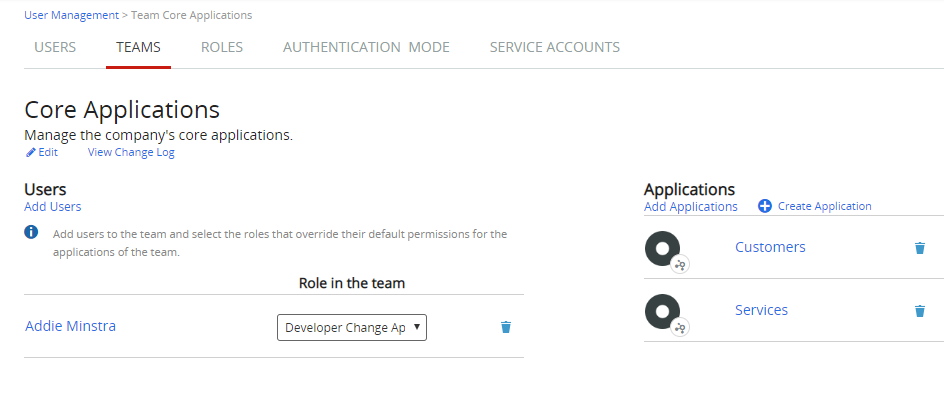 User Management > Team Core Applications
USERS TEAMS ROLES AUTHENTICATION MODE SERVICE ACCOUNTS
Core Applications
Manage the company's core applications.
Edit View Change Log
Users
Add Users
Add users to the team and select the roles that override their default permissions for the
applications of the team.
Role in the team
Addie Minstra Developer Change Ap
Applications
Add Applications Create Application
Customers
Services